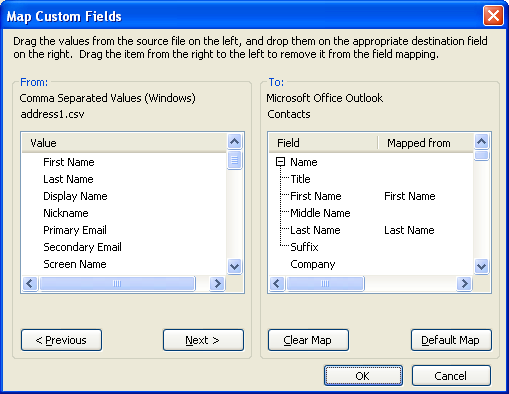 Map Custom Fields
Drag the values from the source file on the left, and drop them on the appropriate destination field
on the right. Drag the item from the right to the left to remove it from the field mapping.
From:
Comma Separated Values (Windows)
address1.csv
Value
First Name
Last Name
Display Name
Nickname
Primary Email
Secondary Email
Screen Name
< Previous
Next >
To:
Microsoft Office Outlook
Contacts
Field Mapped from
Name
Title
First Name First Name
Middle Name
Last Name Last Name
Suffix
Company
Clear Map
Default Map
OK
Cancel